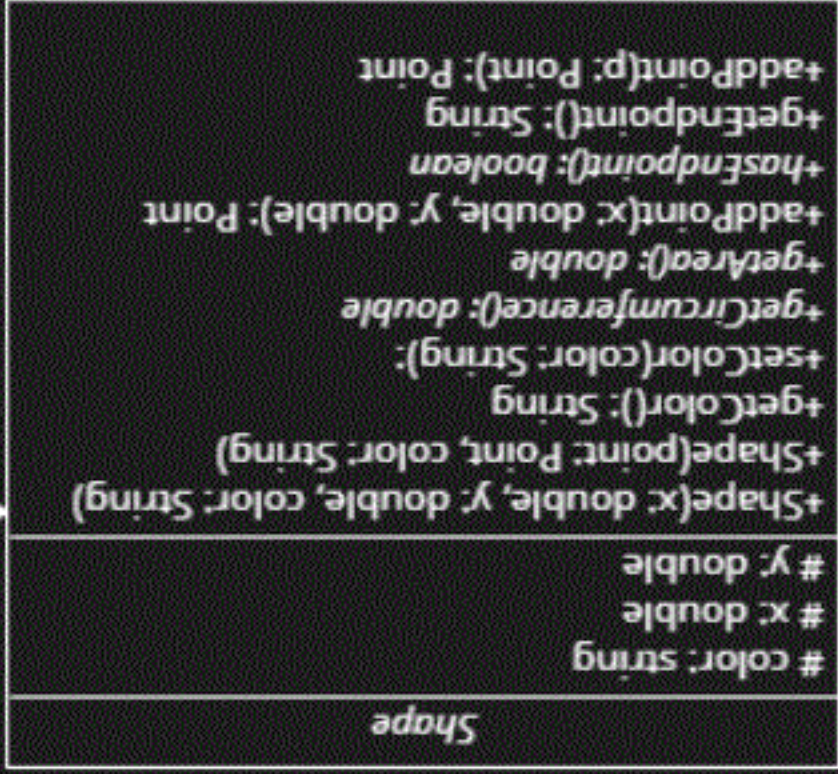 Shape
# color: string
# x: double
# y: double
+Shape(x: double, y: double, color: String)
+Shape(point: Point, color: String)
+getColor(): String
+setColor(color: String):
+getCircumference(): double
+getArea(): double
+addPoint(x: double, y: double): Point
+hasEndpoint(): boolean
+getEndpoint(): String
+addPoint(p: Point): Point